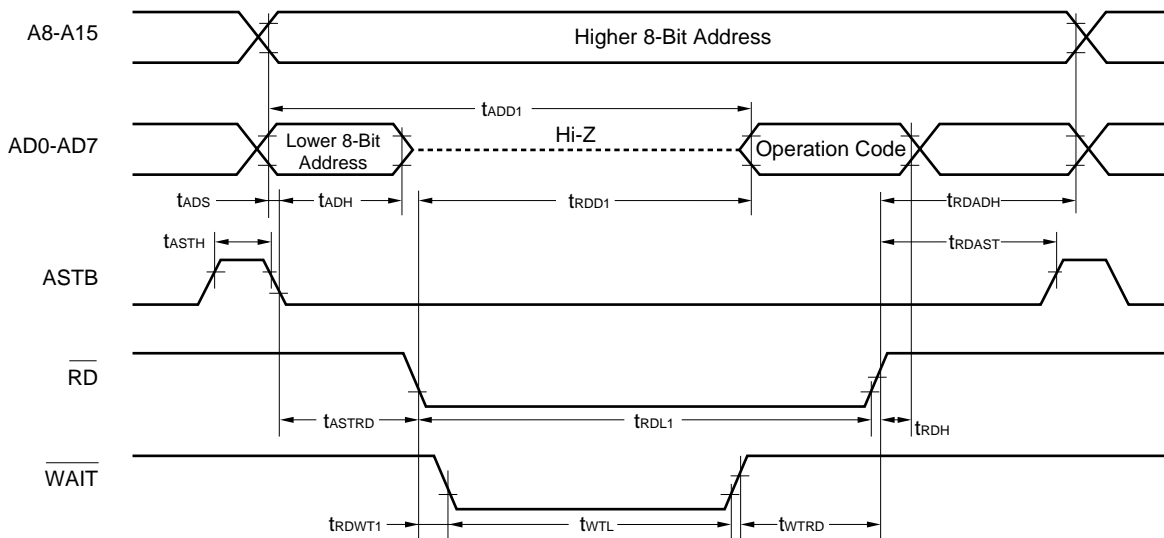 A8-A15
Higher 8-Bit Address
tADD1
AD0-AD7
Lower 8-Bit
Address
Hi-Z
Operation Code
tADS
tADH
tRDD1
tRDADH
tASTH
tRDAST
ASTB
RD
tASTRD
tRDL1
tRDH
WAIT
tRDWT1
tWTL
tWTRD